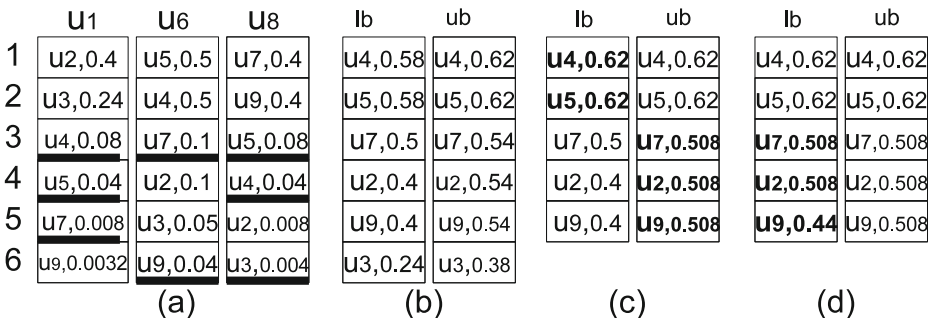 u1 u6 u8 lb ub lb ub lb ub
1 u2,0.4 u5,0.5 u7,0.4 u4,0.58 u4,0.62 u4,0.62 u4,0.62 u4,0.62 u4,0.62
2 u3,0.24 u4,0.5 u9,0.4 u5,0.58 u5,0.62 u5,0.62 u5,0.62 u5,0.62 u5,0.62
3 u4,0.08 u7,0.1 u5,0.08 u7,0.5 u7,0.54 u7,0.5 u7,0.508 u7,0.508 u7,0.508
4 u5,0.04 u2,0.1 u4,0.04 u2,0.4 u2,0.54 u2,0.4 u2,0.508 u2,0.508 u2,0.508
5 u7,0.008 u3,0.05 u2,0.008 u9,0.4 u9,0.54 u9,0.4 u9,0.508 u9,0.44 u9,0.508
6 u9,0.0032 u9,0.04 u3,0.004 u3,0.24 u3,0.38
(a) (b) (c) (d)